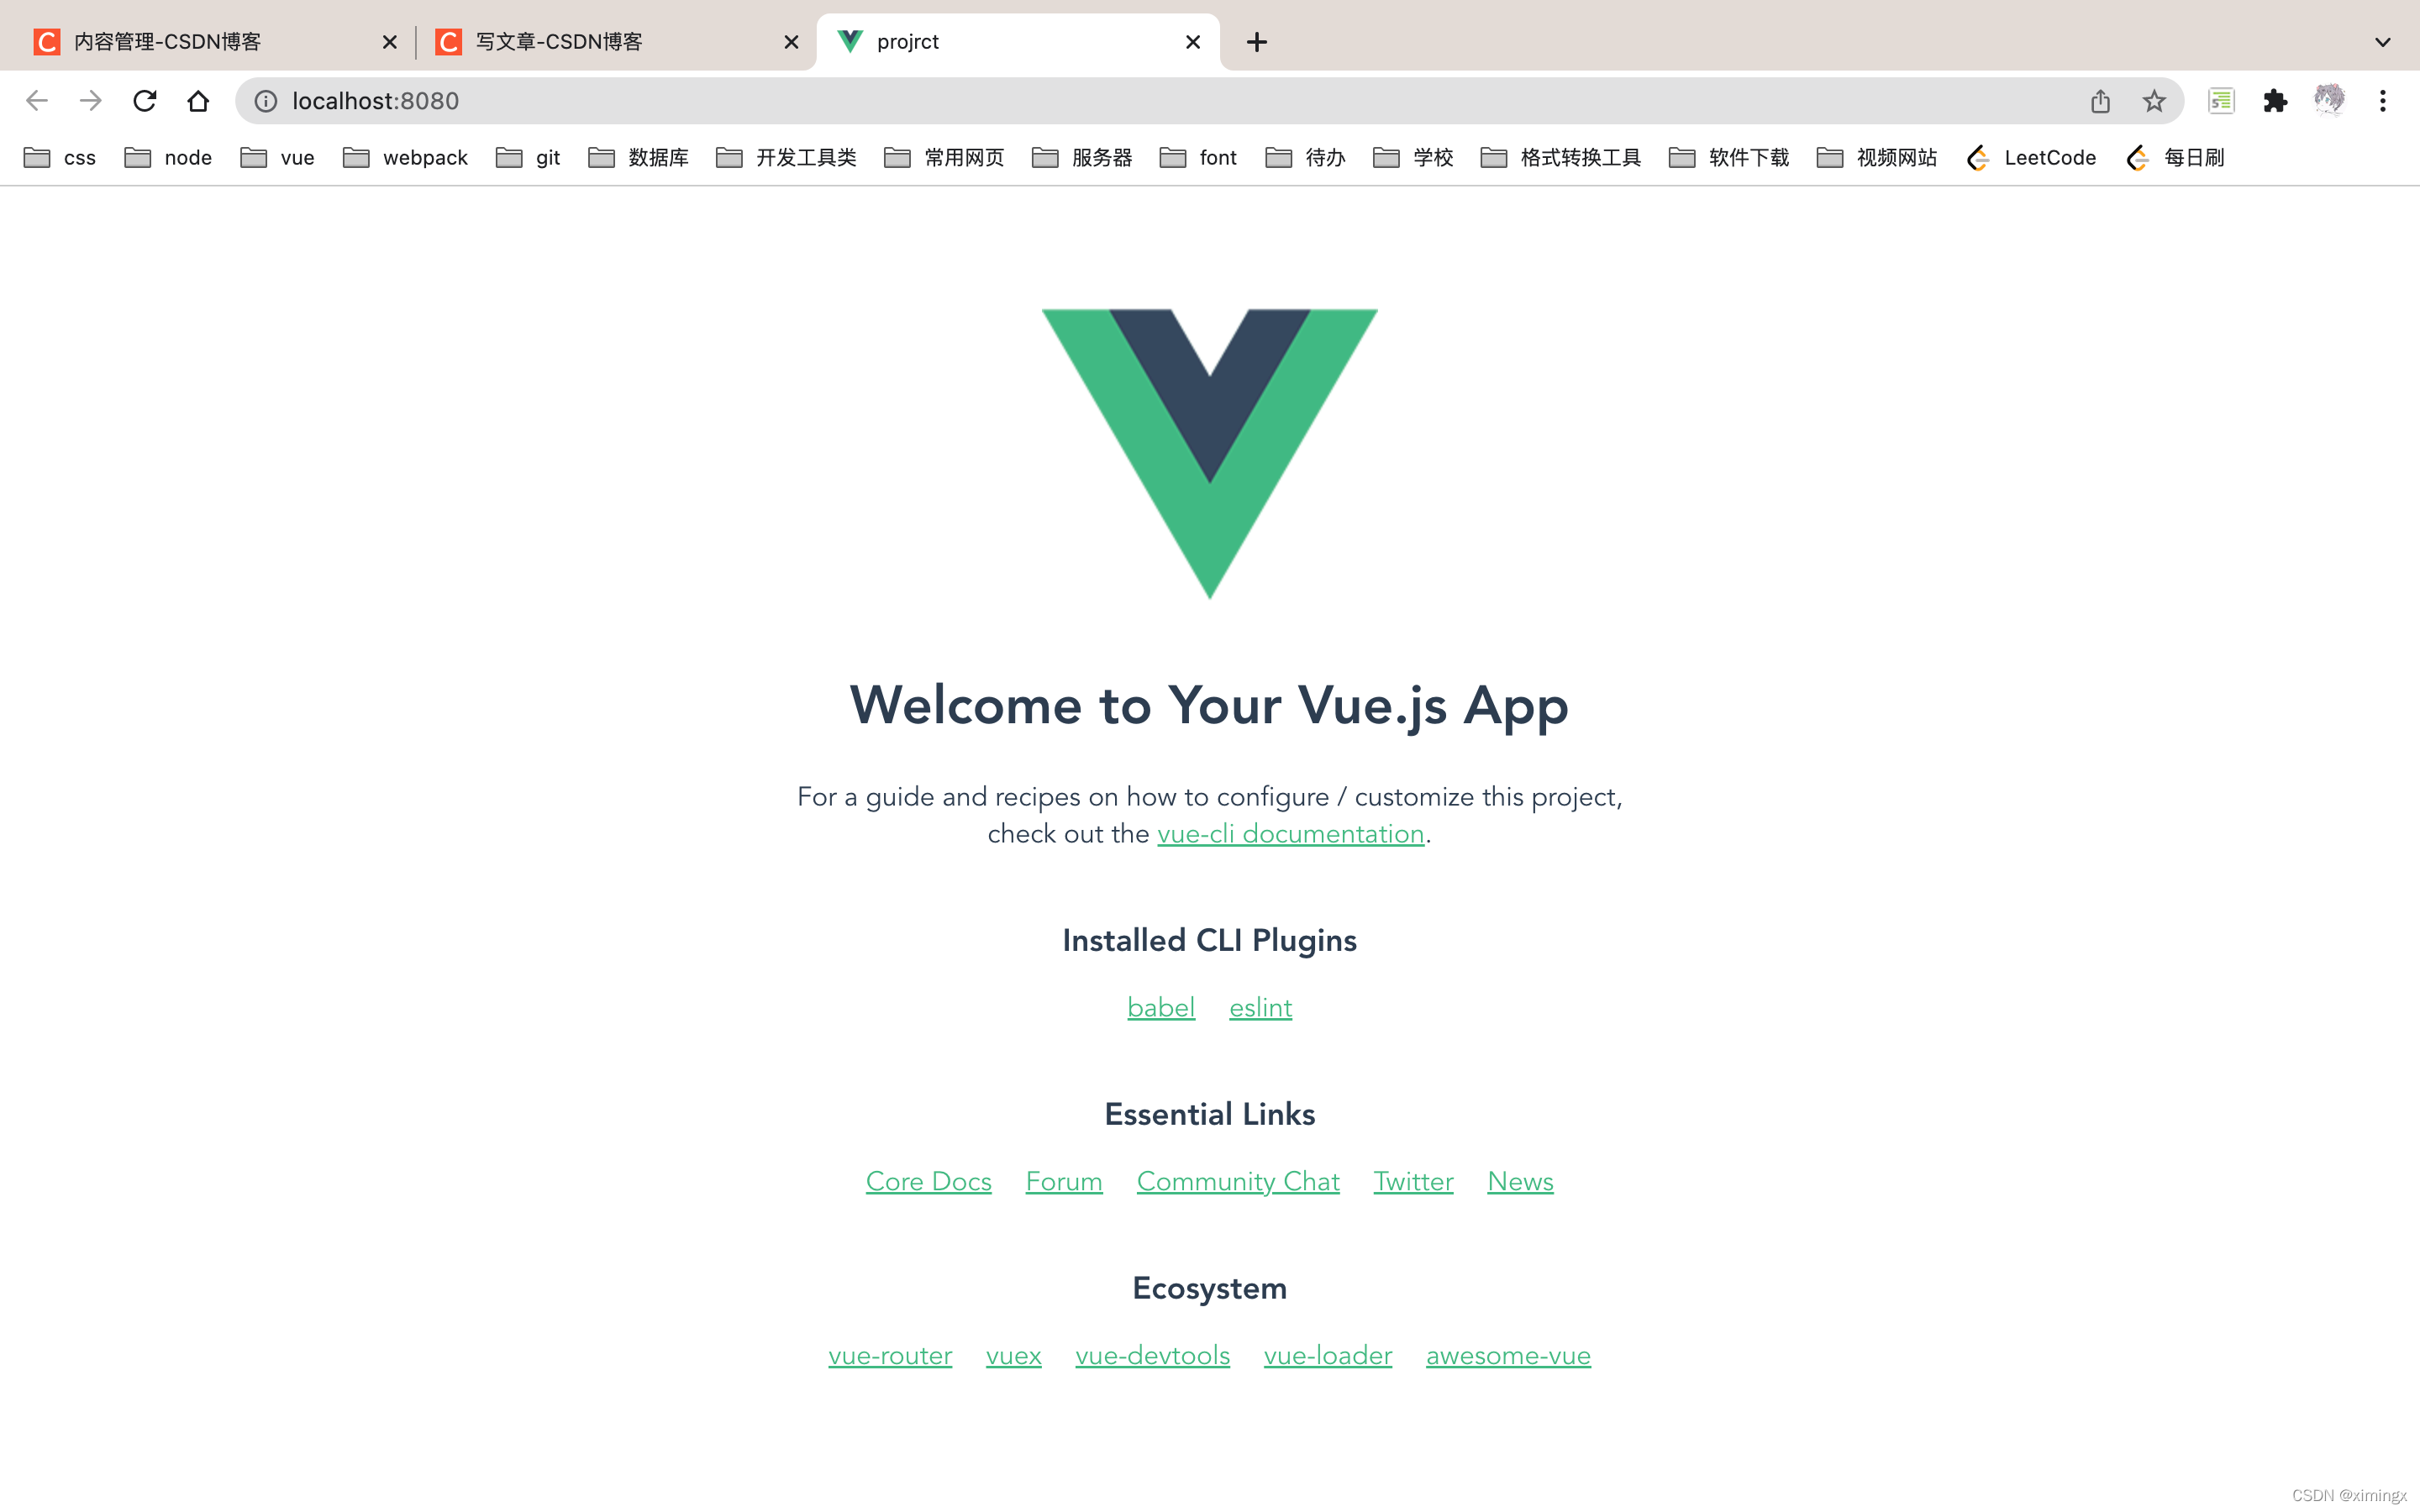 内容管理-CSDN博客
写文章-CSDN博客
projrct
localhost:8080
css node vue webpack git 数据库 开发工具类 常用网页 服务器 font 待办 学校 格式转换工具 软件下载 视频网站 LeetCode 每日刷
Welcome to Your Vue.js App
For a guide and recipes on how to configure / customize this project,
check out the vue-cli documentation.
Installed CLI Plugins
babel eslint
Essential Links
Core Docs Forum Community Chat Twitter News
Ecosystem
vue-router vuex vue-devtools vue-loader awesome-vue
CSDN @ximingx